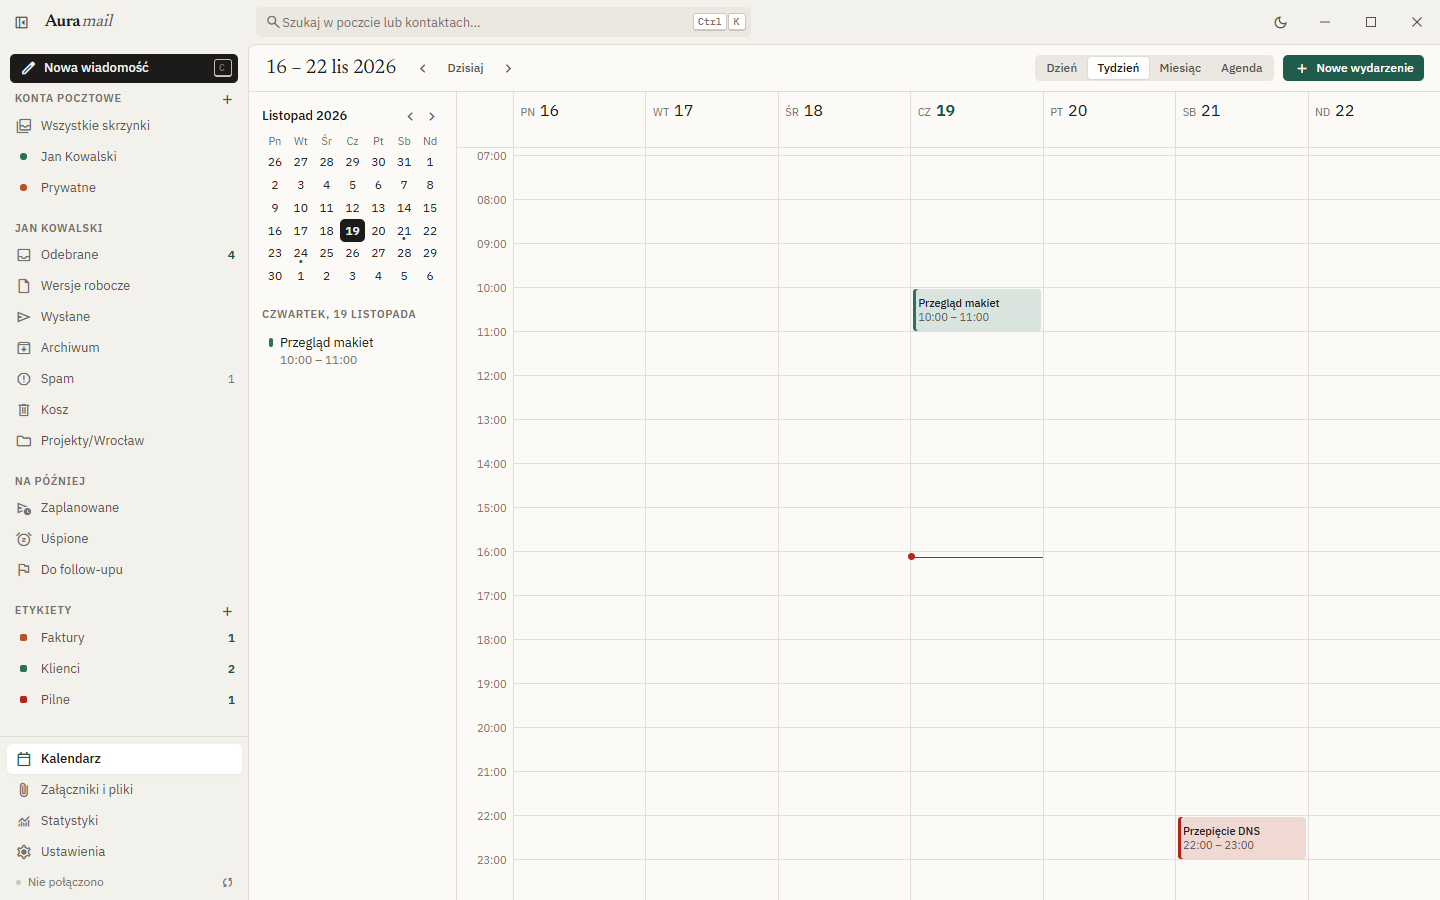 Aura mail
Szukaj w poczcie lub kontaktach...
Ctrl K
Nowa wiadomość
C
KONTA POCZTOWE
Wszystkie skrzynki
Jan Kowalski
Prywatne
JAN KOWALSKI
Odebrane 4
Wersje robocze
Wysłane
Archiwum
Spam 1
Kosz
Projekty/Wrocław
NA PÓŹNIEJ
Zaplanowane
Uśpione
Do follow-upu
ETYKIETY
Faktury 1
Klienci 2
Pilne 1
Kalendarz
Załączniki i pliki
Statystyki
Ustawienia
Nie połączono
16 – 22 lis 2026
Dzisiaj
Dzień Tydzień Miesiąc Agenda
Nowe wydarzenie
Listopad 2026
Pn Wt Śr Cz Pt Sb Nd
26 27 28 29 30 31 1
2 3 4 5 6 7 8
9 10 11 12 13 14 15
16 17 18 19 20 21 22
23 24 25 26 27 28 29
30 1 2 3 4 5 6
CZWARTEK, 19 LISTOPADA
Przegląd makiet
10:00 – 11:00
PN 16 WT 17 ŚR 18 CZ 19 PT 20 SB 21 ND 22
07:00
08:00
09:00
10:00
Przegląd makiet
10:00 – 11:00
11:00
12:00
13:00
14:00
15:00
16:00
17:00
18:00
19:00
20:00
21:00
22:00
Przepięcie DNS
22:00 – 23:00
23:00